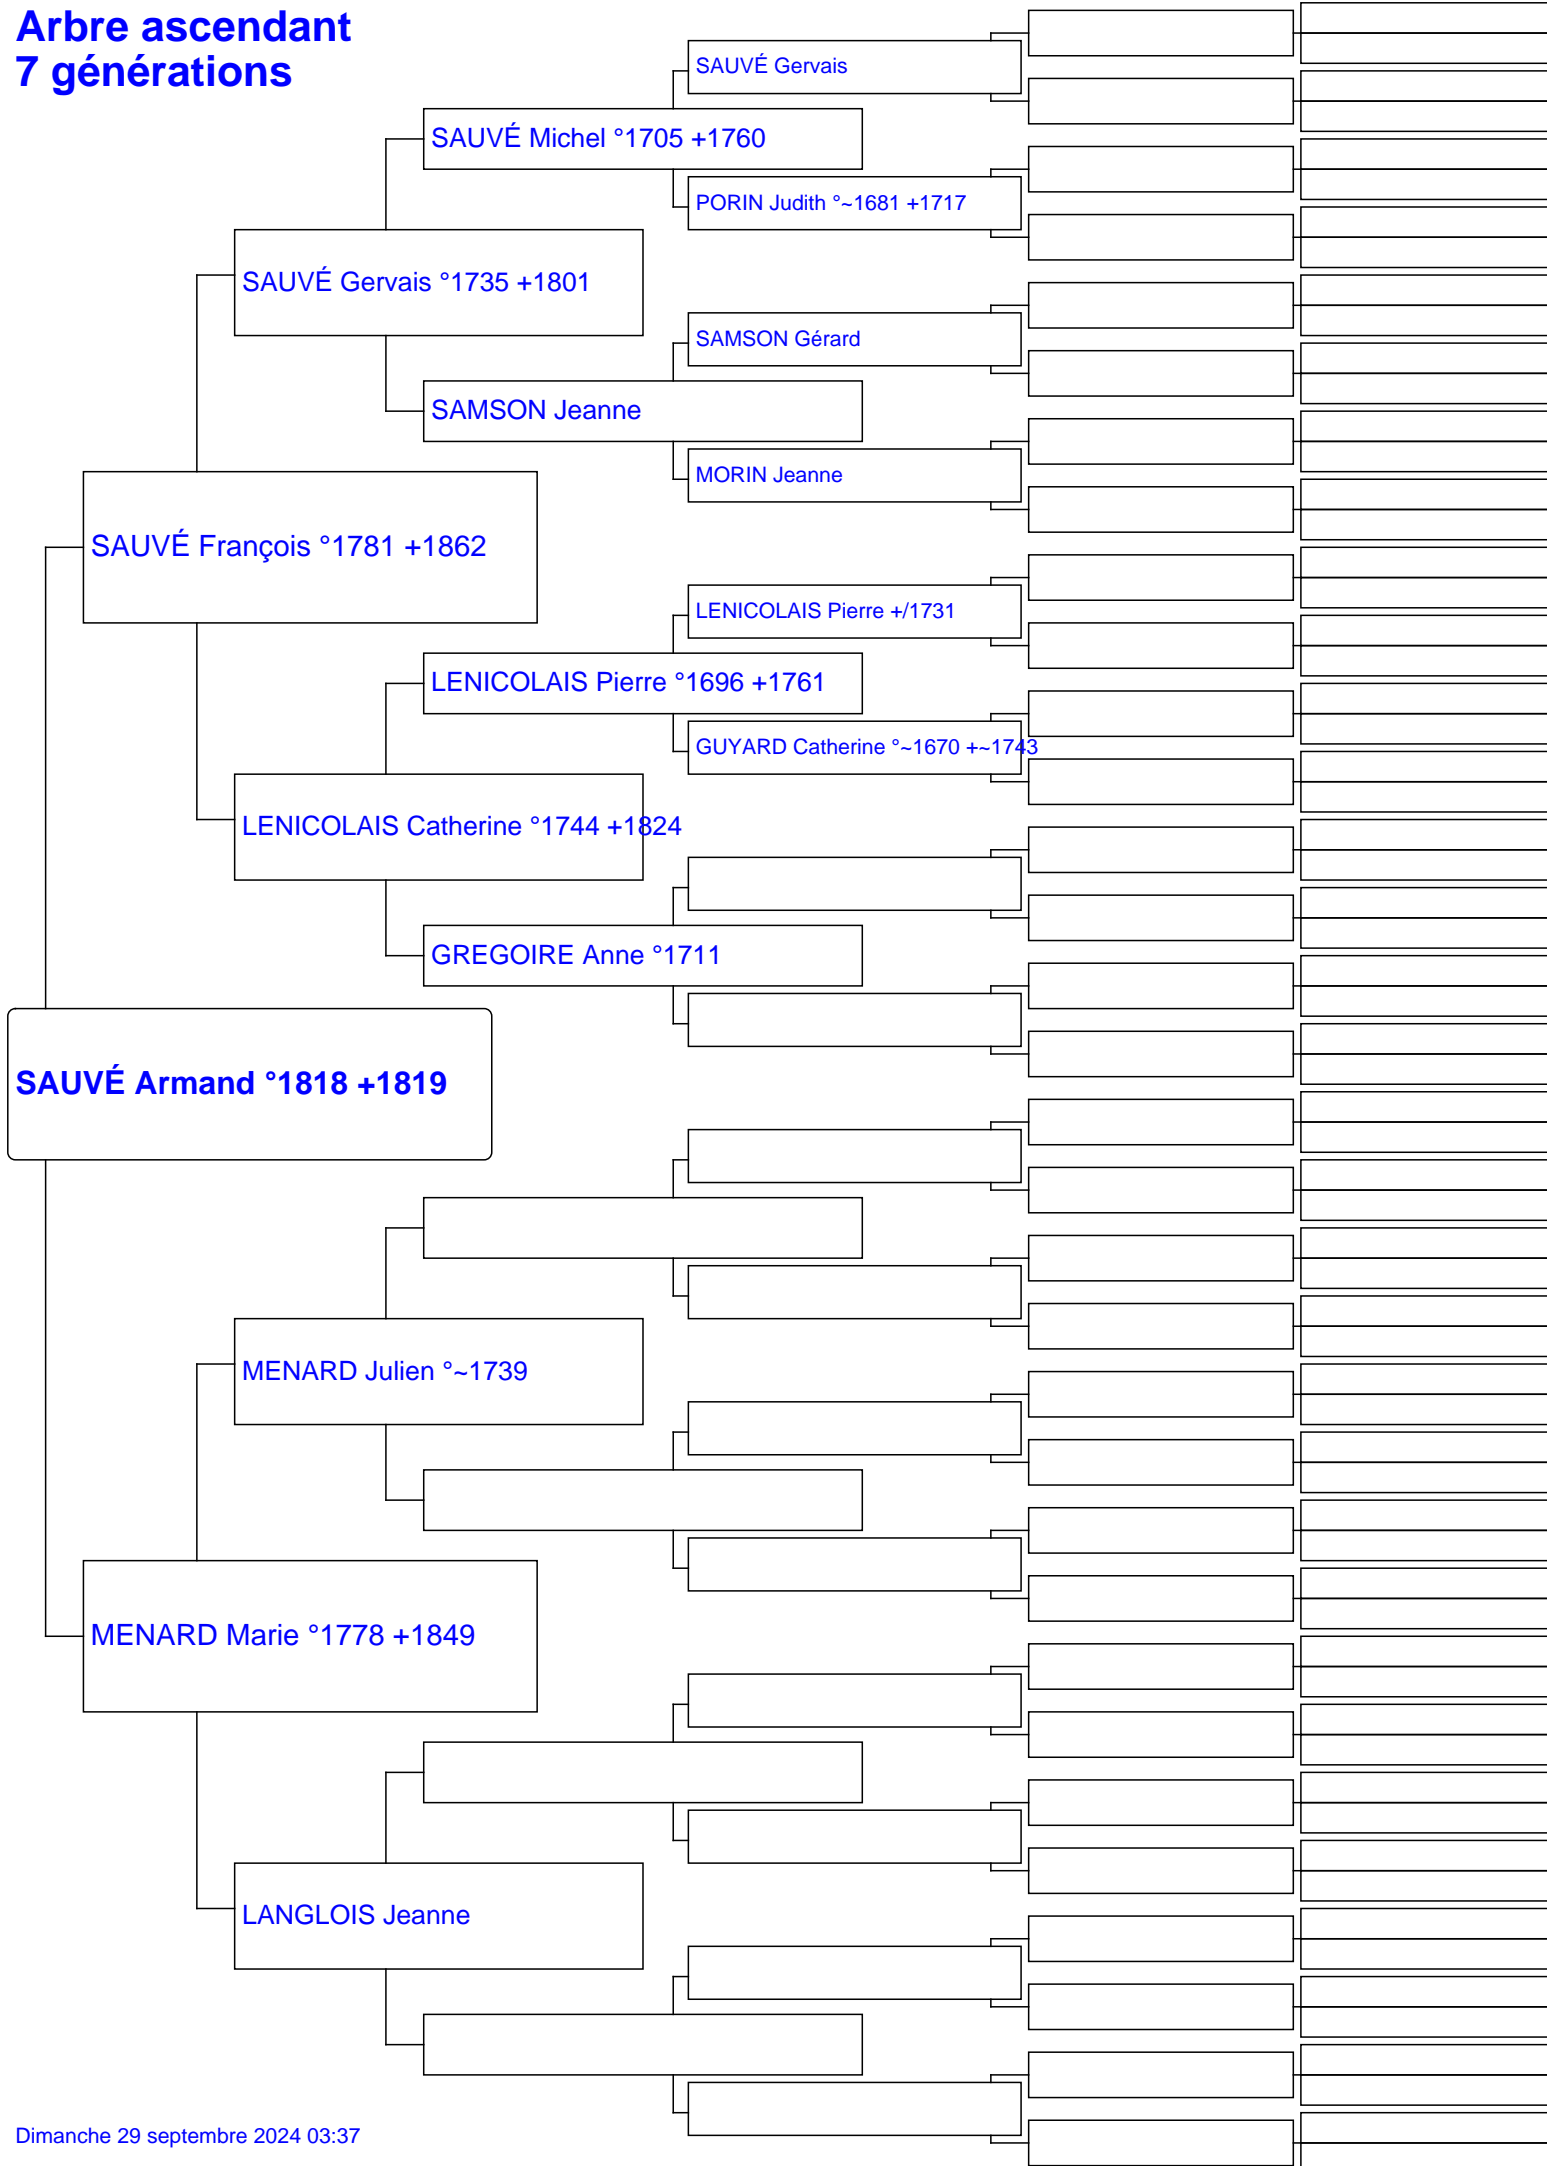 Arbre ascendant
7 générations
SAUVÉ Gervais
SAUVÉ Michel °1705 +1760
PORIN Judith °~1681 +1717
SAUVÉ Gervais °1735 +1801
SAMSON Gérard
SAMSON Jeanne
MORIN Jeanne
SAUVÉ François °1781 +1862
LENICOLAIS Pierre +/1731
LENICOLAIS Pierre °1696 +1761
GUYARD Catherine °~1670 +~1743
LENICOLAIS Catherine °1744 +1824
GREGOIRE Anne °1711
SAUVÉ Armand °1818 +1819
MENARD Julien °~1739
MENARD Marie °1778 +1849
LANGLOIS Jeanne
Dimanche 29 septembre 2024 03:37